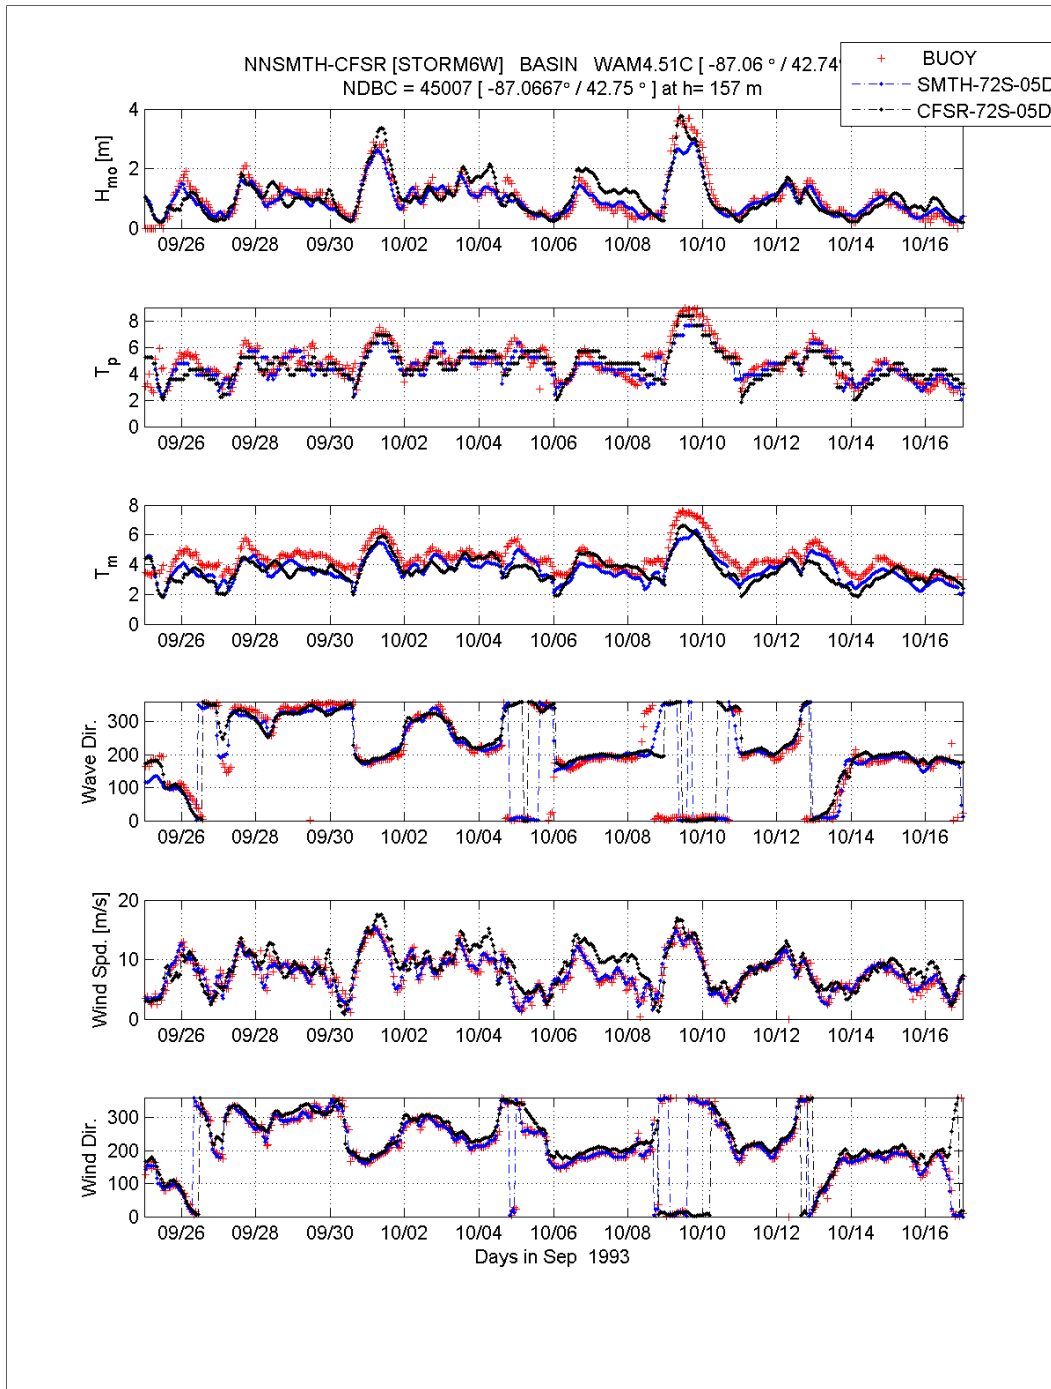 NNSMTH-CFSR [STORM6W] BASIN WAM4.51C [ -87.06 ° / 42.74°
NDBC = 45007 [ -87.0667° / 42.75 ° ] at h= 157 m
BUOY
SMTH-72S-05D
CFSR-72S-05D
Hmo [m]
4
2
0
09/26 09/28 09/30 10/02 10/04 10/06 10/08 10/10 10/12 10/14 10/16
Tp
8
6
4
2
0
09/26 09/28 09/30 10/02 10/04 10/06 10/08 10/10 10/12 10/14 10/16
Tm
8
6
4
2
0
09/26 09/28 09/30 10/02 10/04 10/06 10/08 10/10 10/12 10/14 10/16
Wave Dir.
300
200
100
0
09/26 09/28 09/30 10/02 10/04 10/06 10/08 10/10 10/12 10/14 10/16
Wind Spd. [m/s]
20
10
0
09/26 09/28 09/30 10/02 10/04 10/06 10/08 10/10 10/12 10/14 10/16
Wind Dir.
300
200
100
0
09/26 09/28 09/30 10/02 10/04 10/06 10/08 10/10 10/12 10/14 10/16
Days in Sep 1993